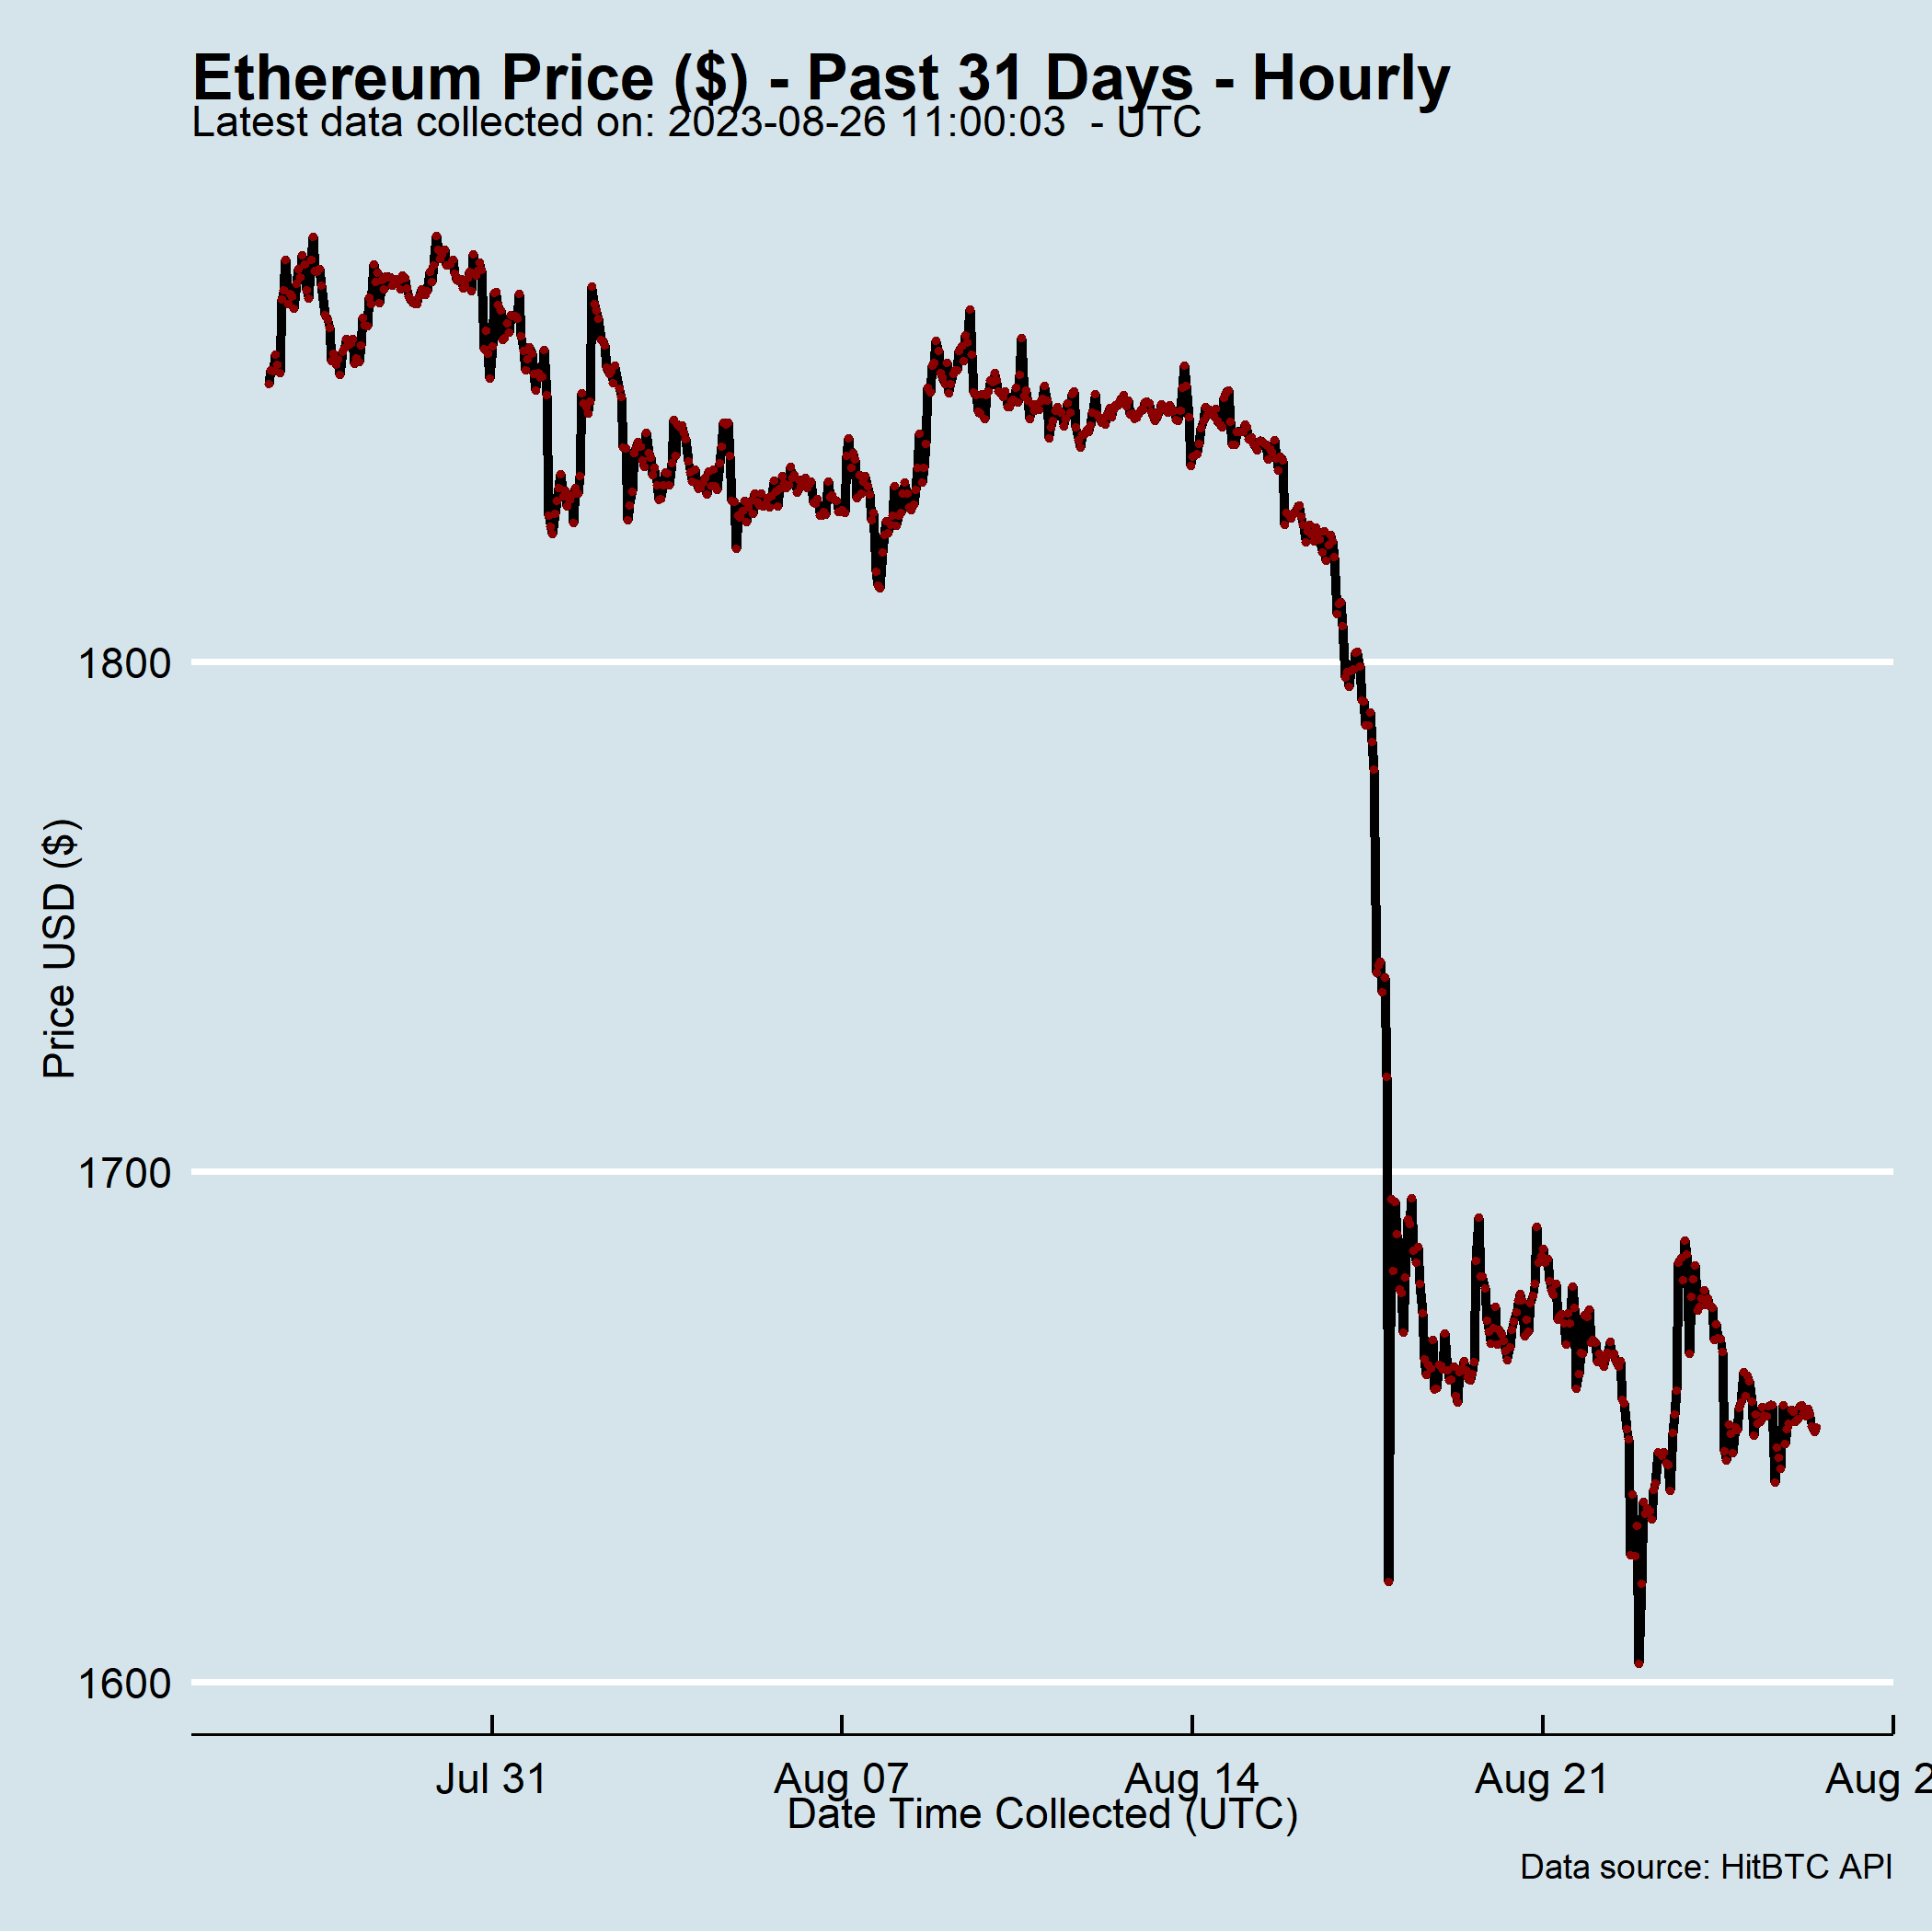 Ethereum Price ($) - Past 31 Days - Hourly
Latest data collected on: 2023-08-26 11:00:03 - UTC
1800
1700
1600
Price USD ($)
Jul 31 Aug 07 Aug 14 Aug 21 Aug 2
Date Time Collected (UTC)
Data source: HitBTC API